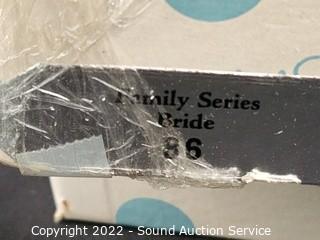 Family Series
Bride
86
Copyright 2022 - Sound Auction Service